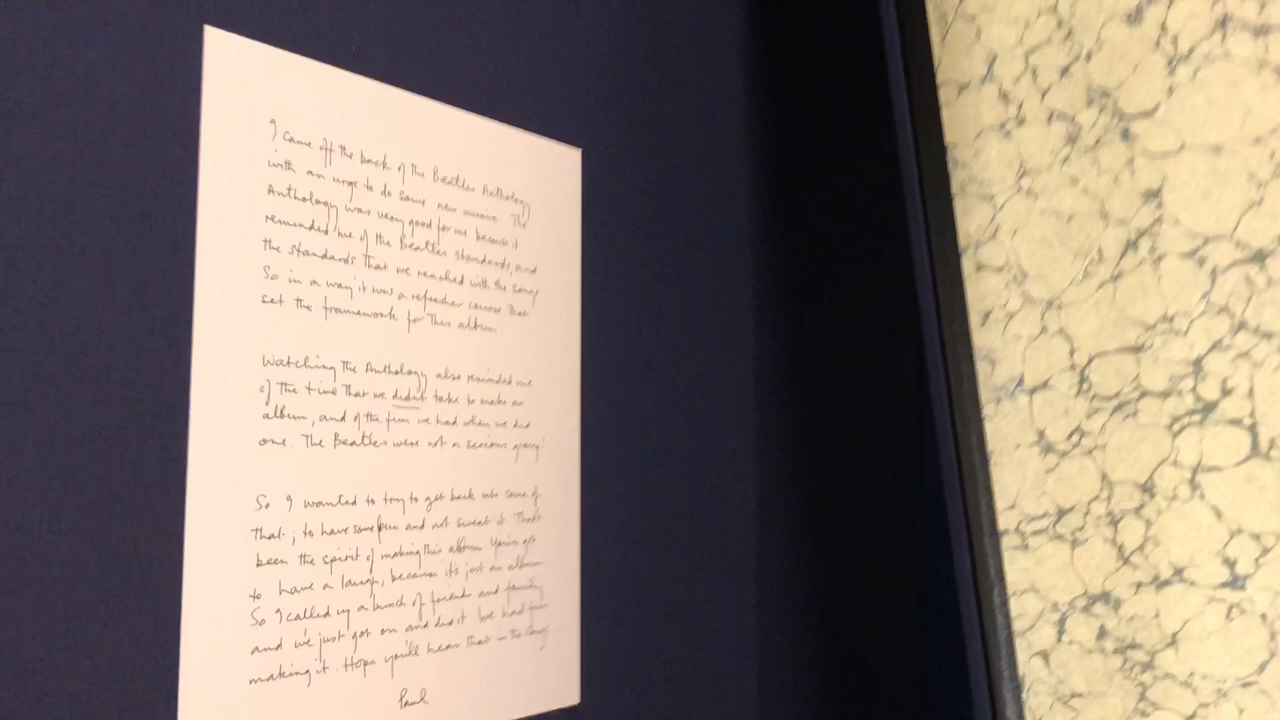 I came off the back of the Beatles Anthology
with an urge to do some new music. The
Anthology was very good for me because it
reminded me of the Beatles standards, and
the standards that we reached with the songs
So in a way it was a refresher course that
set the framework for this album.
Watching the Anthology also reminded me
of the time that we didn't take to make an
album, and of the fun we had when we did
one. The Beatles were not a serious group
So I wanted to try to get back into some of
that; to have some fun and not sweat it. That's
been the spirit of making this album. You've got
to have a laugh, because it's just an album
So I called up a bunch of friends and family
and we just got on and did it. We had fun
making it. Hope you'll hear that in the songs
Paul